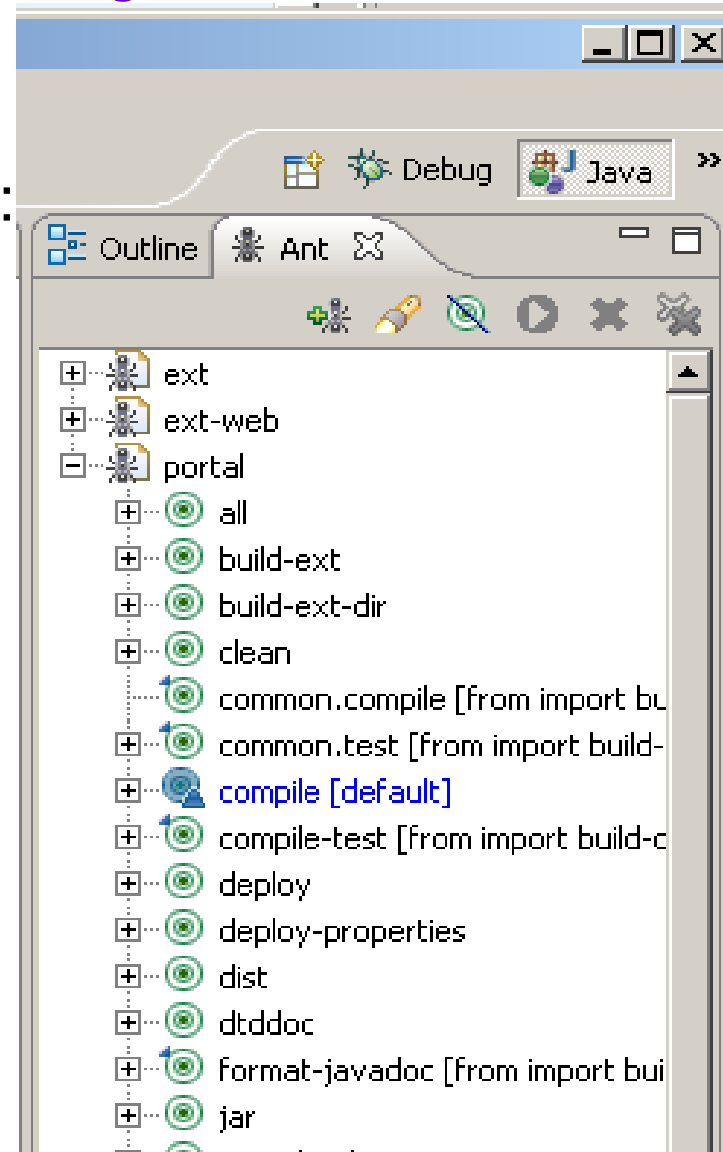 Debug Java »
Outline Ant
ext
ext-web
portal
all
build-ext
build-ext-dir
clean
common.compile [from import bu
common.test [from import build-
compile [default]
compile-test [from import build-c
deploy
deploy-properties
dist
dtddoc
format-javadoc [from import bui
jar